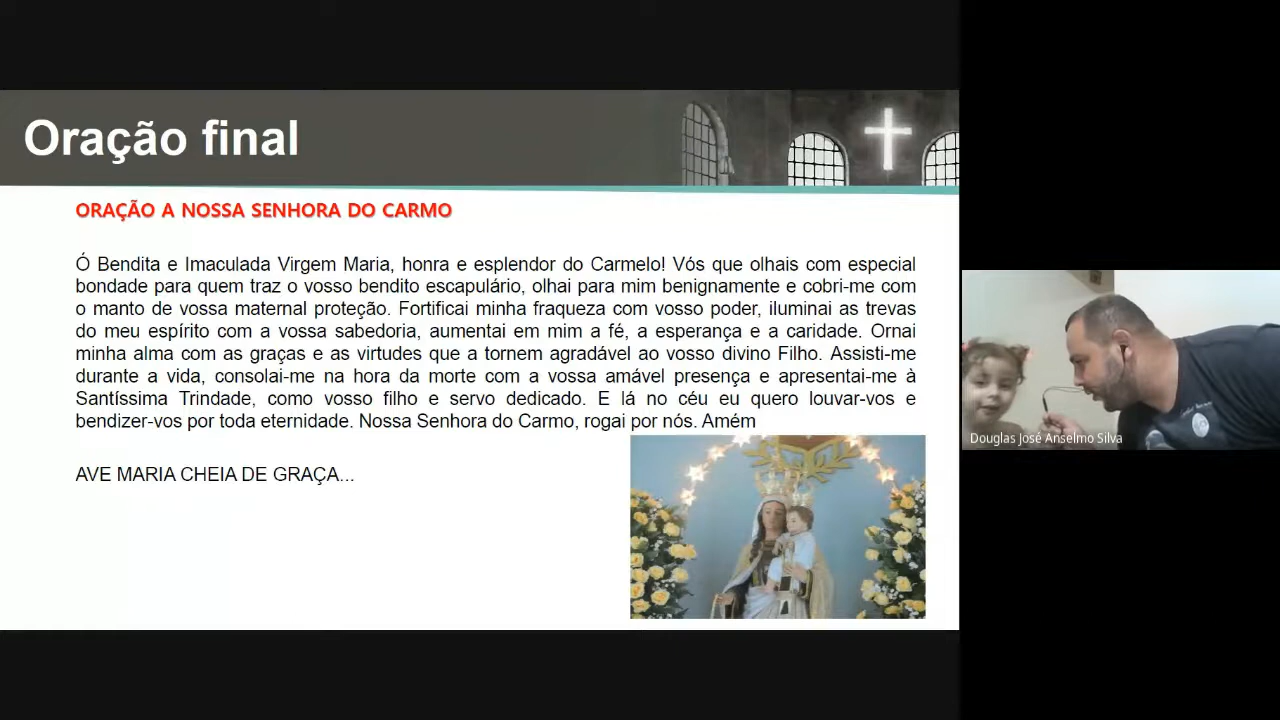 Oração final
ORAÇÃO A NOSSA SENHORA DO CARMO
Ó Bendita e Imaculada Virgem Maria, honra e esplendor do Carmelo! Vós que olhais com especial
bondade para quem traz o vosso bendito escapulário, olhai para mim benignamente e cobri-me com
o manto de vossa maternal proteção. Fortificai minha fraqueza com vosso poder, iluminai as trevas
do meu espírito com a vossa sabedoria, aumentai em mim a fé, a esperança e a caridade. Ornai
minha alma com as graças e as virtudes que a tornem agradável ao vosso divino Filho. Assisti-me
durante a vida, consolai-me na hora da morte com a vossa amável presença e apresentai-me à
Santíssima Trindade, como vosso filho e servo dedicado. E lá no céu eu quero louvar-vos e
bendizer-vos por toda eternidade. Nossa Senhora do Carmo, rogai por nós. Amém
AVE MARIA CHEIA DE GRAÇA...
Douglas José Anselmo Silva